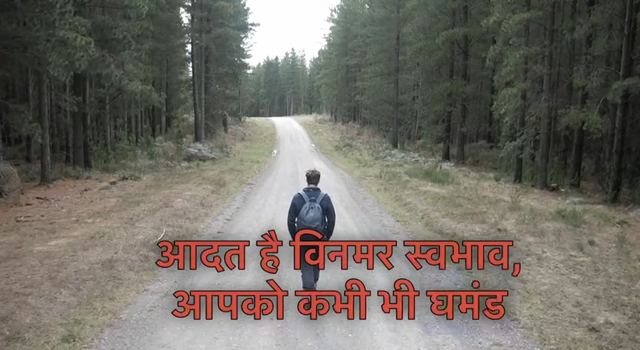 आदत है विनमर स्वभाव,
आपको कभी भी घमंड